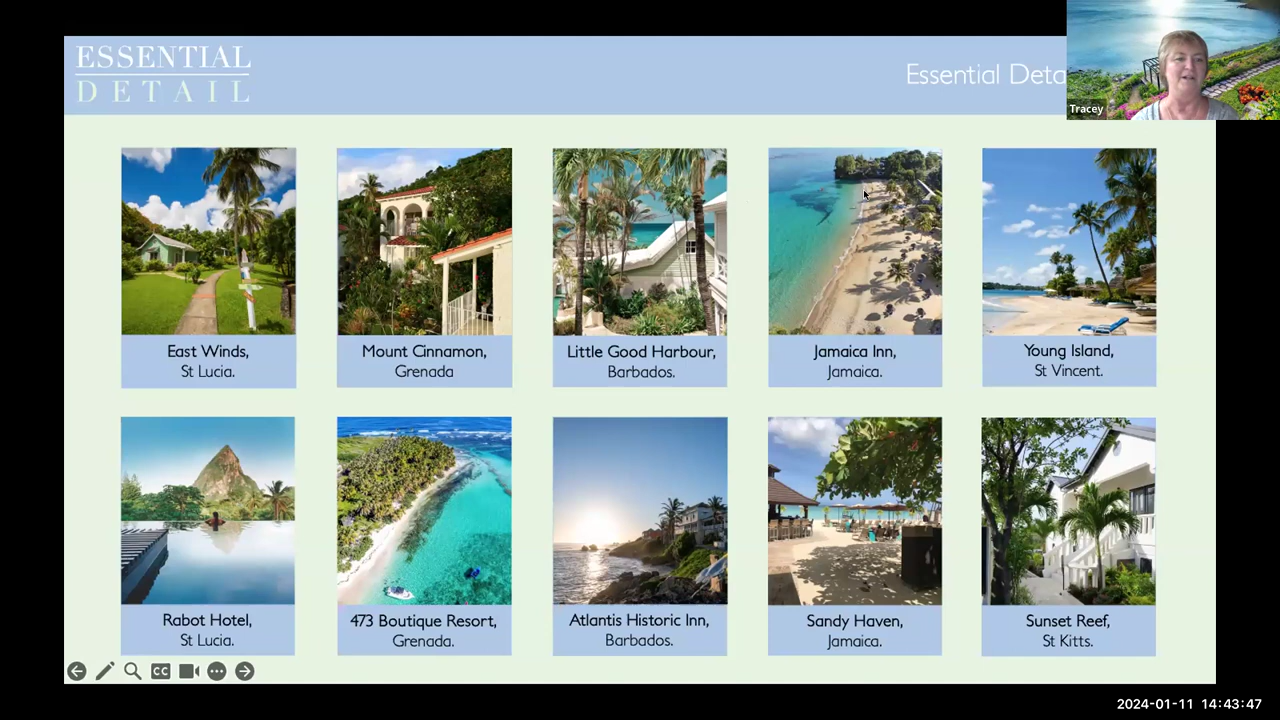 ESSENTIAL
DETAIL
Essential Deta
Tracey
East Winds,
St Lucia.
Mount Cinnamon,
Grenada
Little Good Harbour,
Barbados.
Jamaica Inn,
Jamaica.
Young Island,
St Vincent.
Rabot Hotel,
St Lucia.
473 Boutique Resort,
Grenada.
Atlantis Historic Inn,
Barbados.
Sandy Haven,
Jamaica.
Sunset Reef,
St Kitts.
CC
2024-01-11 14:43:47